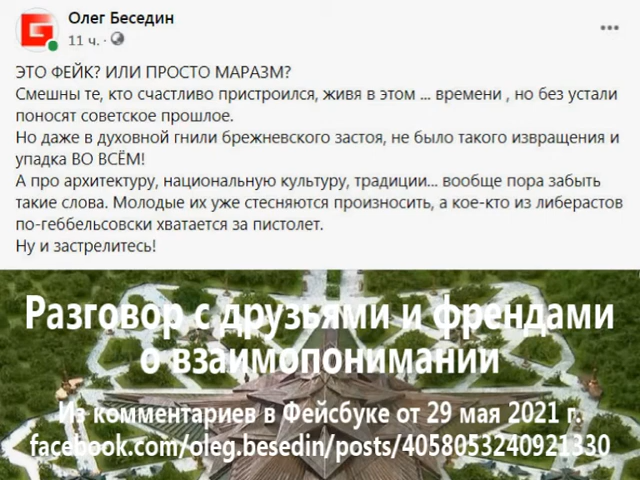 Олег Беседин
11 ч. ·
ЭТО ФЕЙК? ИЛИ ПРОСТО МАРАЗМ?
Смешны те, кто счастливо пристроился, живя в этом ... времени , но без устали
поносят советское прошлое.
Но даже в духовной гнили брежневского застоя, не было такого извращения и
упадка ВО ВСЁМ!
А про архитектуру, национальную культуру, традиции... вообще пора забыть
такие слова. Молодые их уже стесняются произносить, а кое-кто из либерастов
по-геббельсовски хватается за пистолет.
Ну и застрелитесь!
Разговор с друзьями и френдами
о взаимопонимании
Из комментариев в Фейсбуке от 29 мая 2021 г.
facebook.com/oleg.besedin/posts/4058053240921330